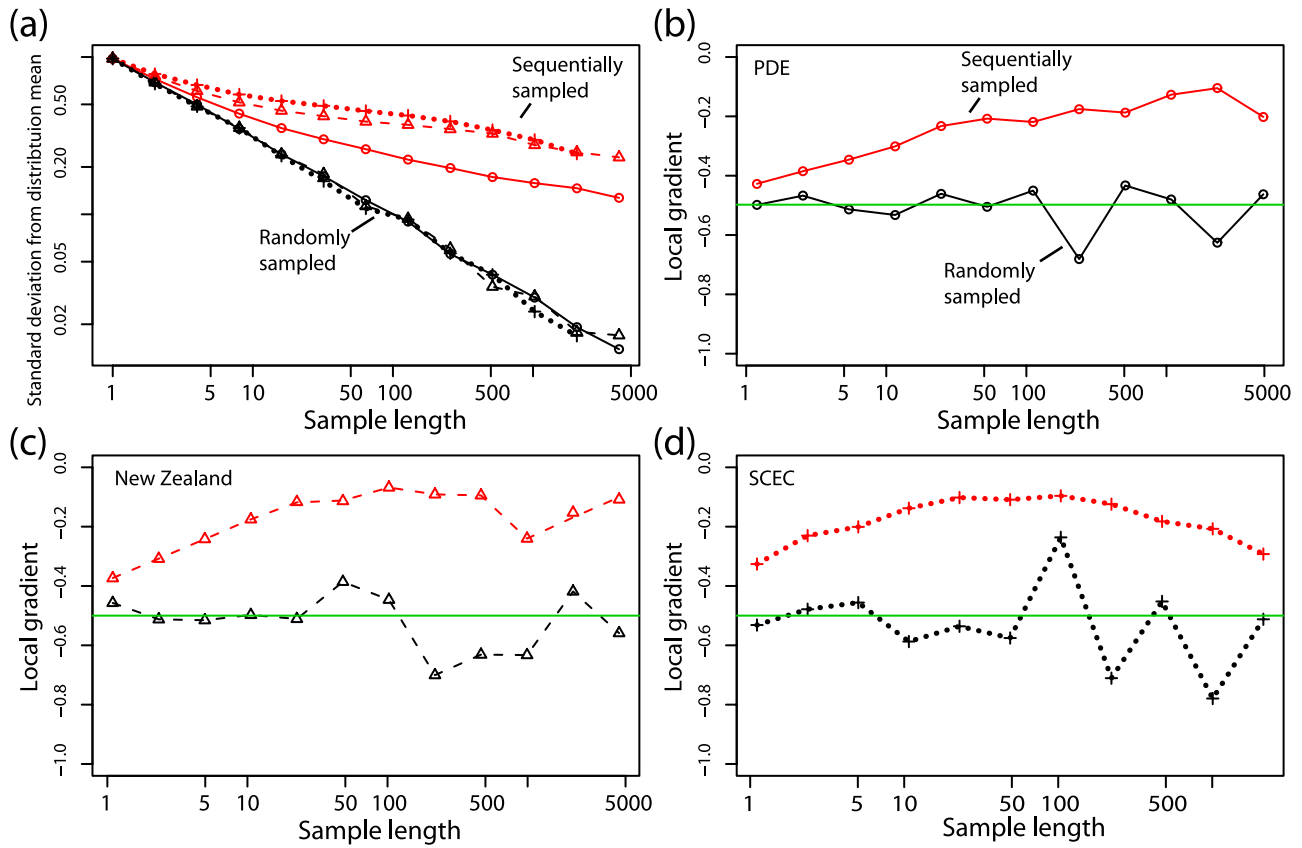 (a)
Standard deviation from distribtuion mean
0.50
0.20
0.05
0.02
Sequentially
sampled
Randomly
sampled
1 5 10 50 100 500 5000
Sample length
(b)
PDE
Local gradient
0.0
−0.2
−0.4
−0.6
−0.8
−1.0
Sequentially
sampled
Randomly
sampled
1 5 10 50 100 500 5000
Sample length
(c)
New Zealand
Local gradient
0.0
−0.2
−0.4
−0.6
−0.8
−1.0
1 5 10 50 100 500 5000
Sample length
(d)
SCEC
Local gradient
0.0
−0.2
−0.4
−0.6
−0.8
−1.0
1 5 10 50 100 500
Sample length